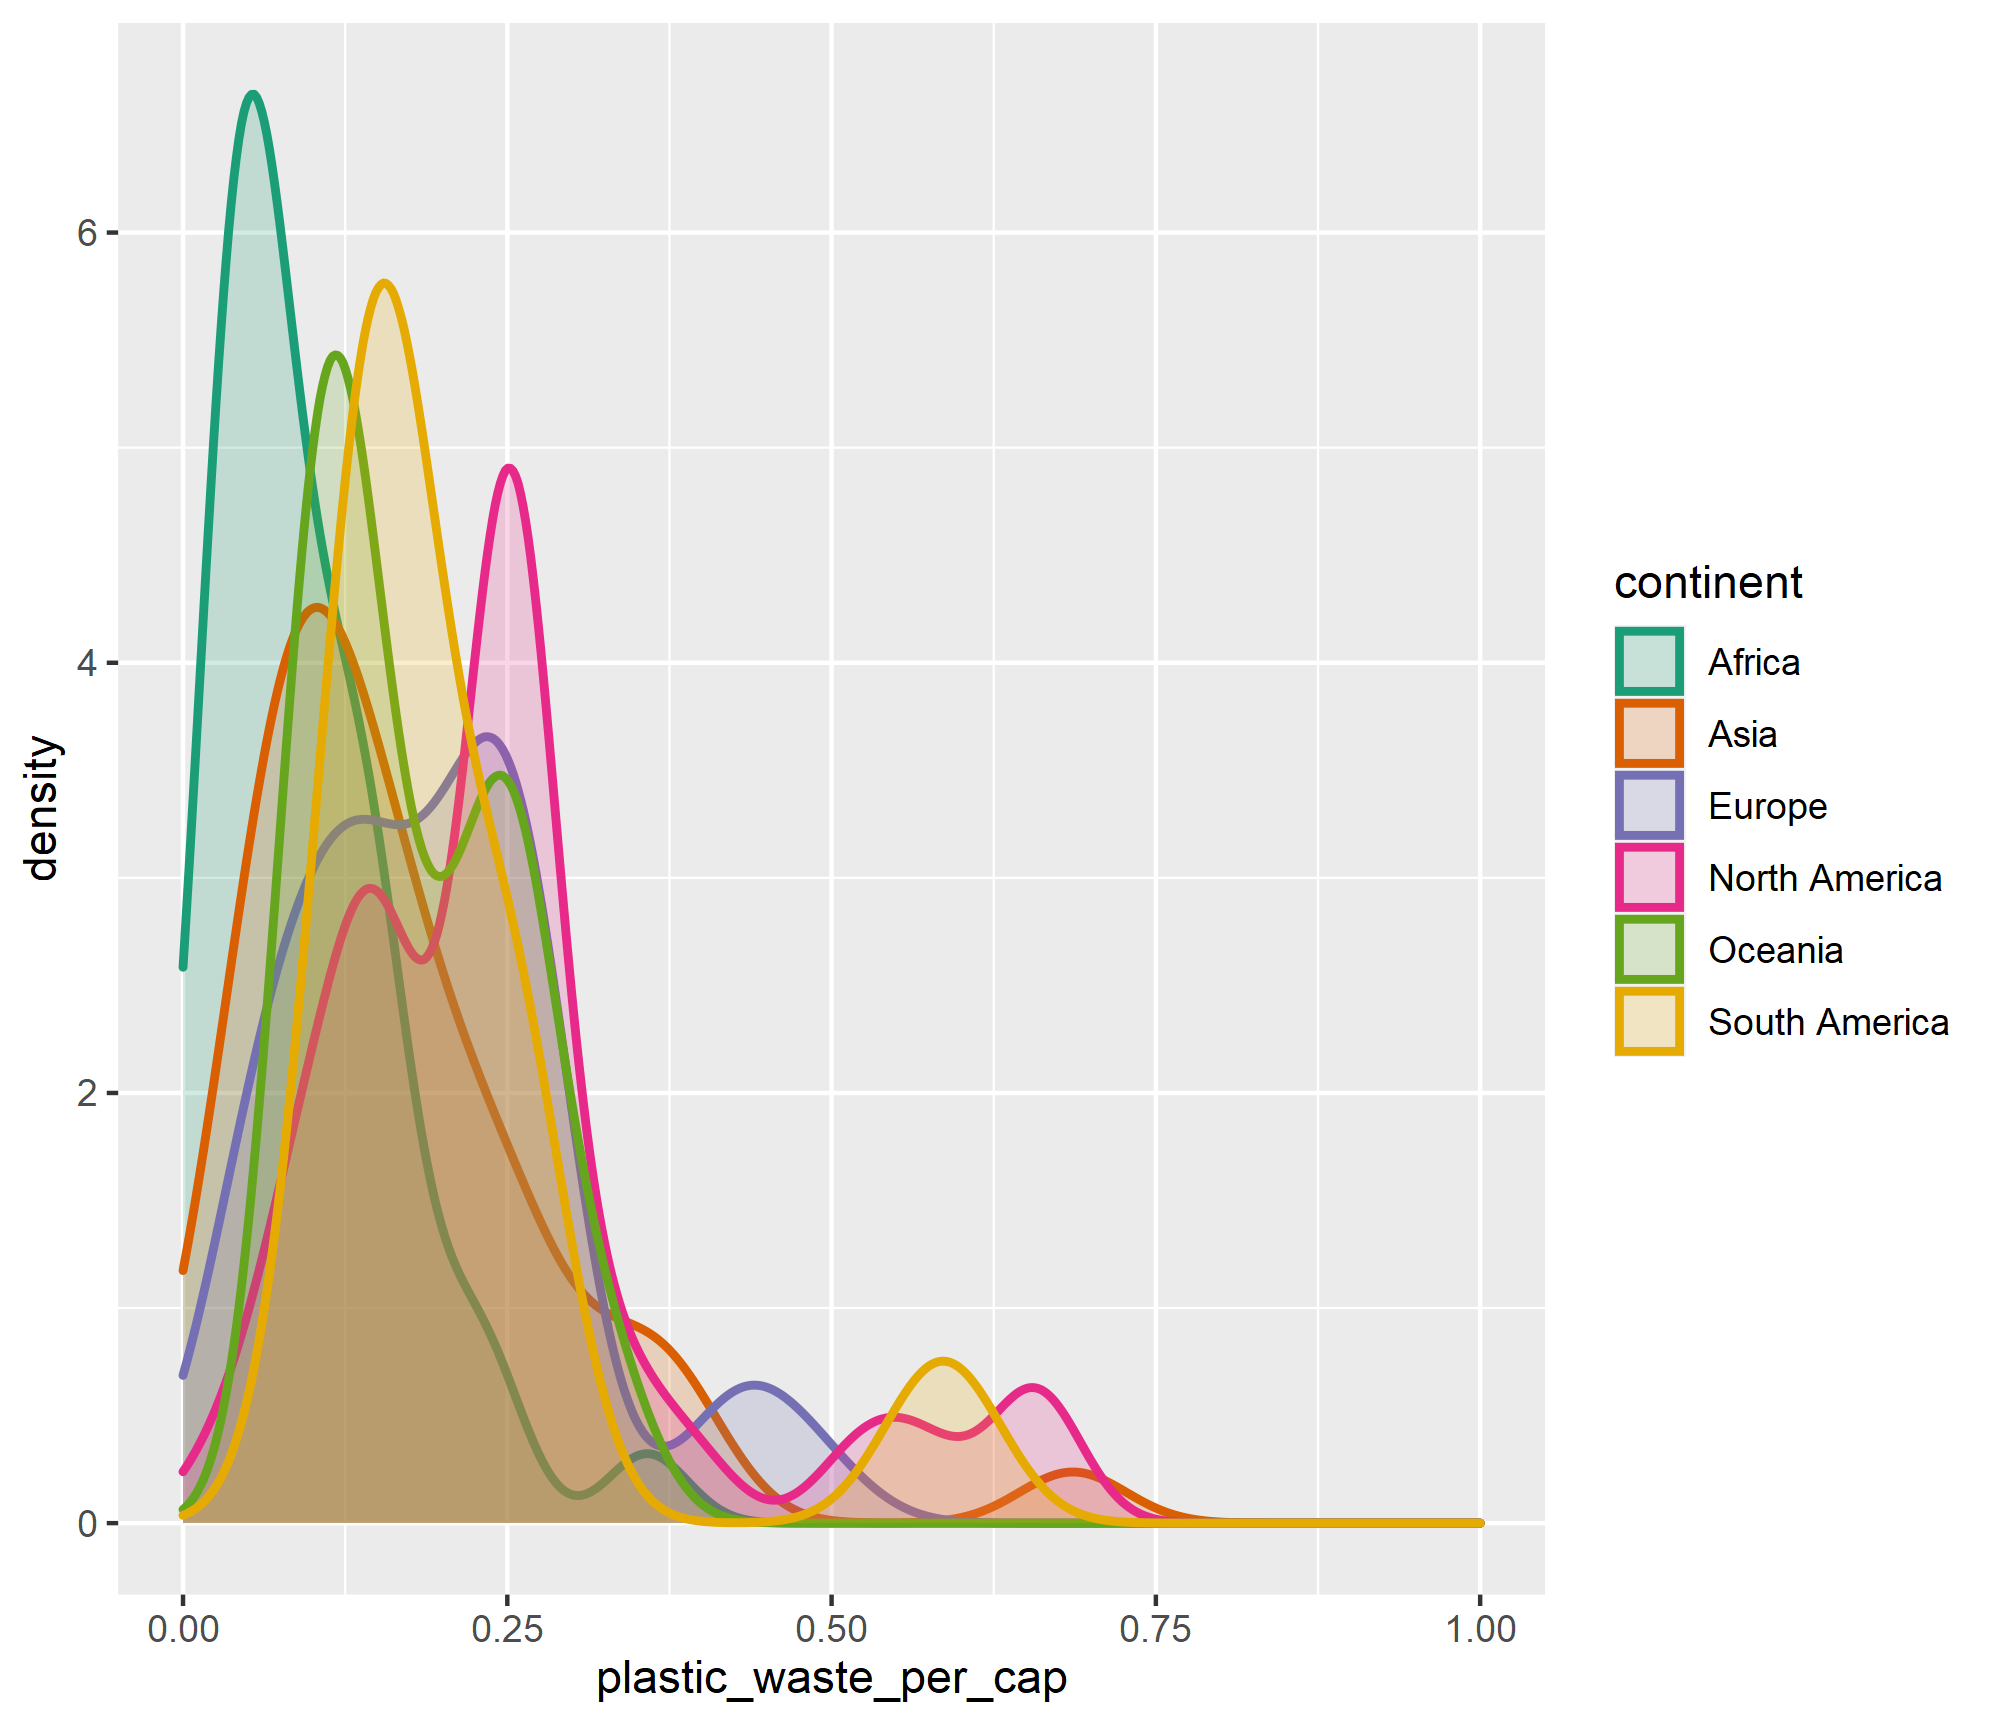 6
4
2
0
density
0.00
0.25
0.50
0.75
1.00
plastic_waste_per_cap
continent
Africa
Asia
Europe
North America
Oceania
South America